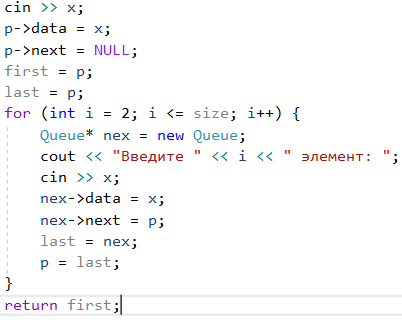 cin >> x;
p->data = x;
p->next = NULL;
first = p;
last = p;
for (int i = 2; i <= size; i++) {
Queue* nex = new Queue;
cout << "Введите " << i << " элемент: ";
cin >> x;
nex->data = x;
nex->next = p;
last = nex;
p = last;
}
return first;